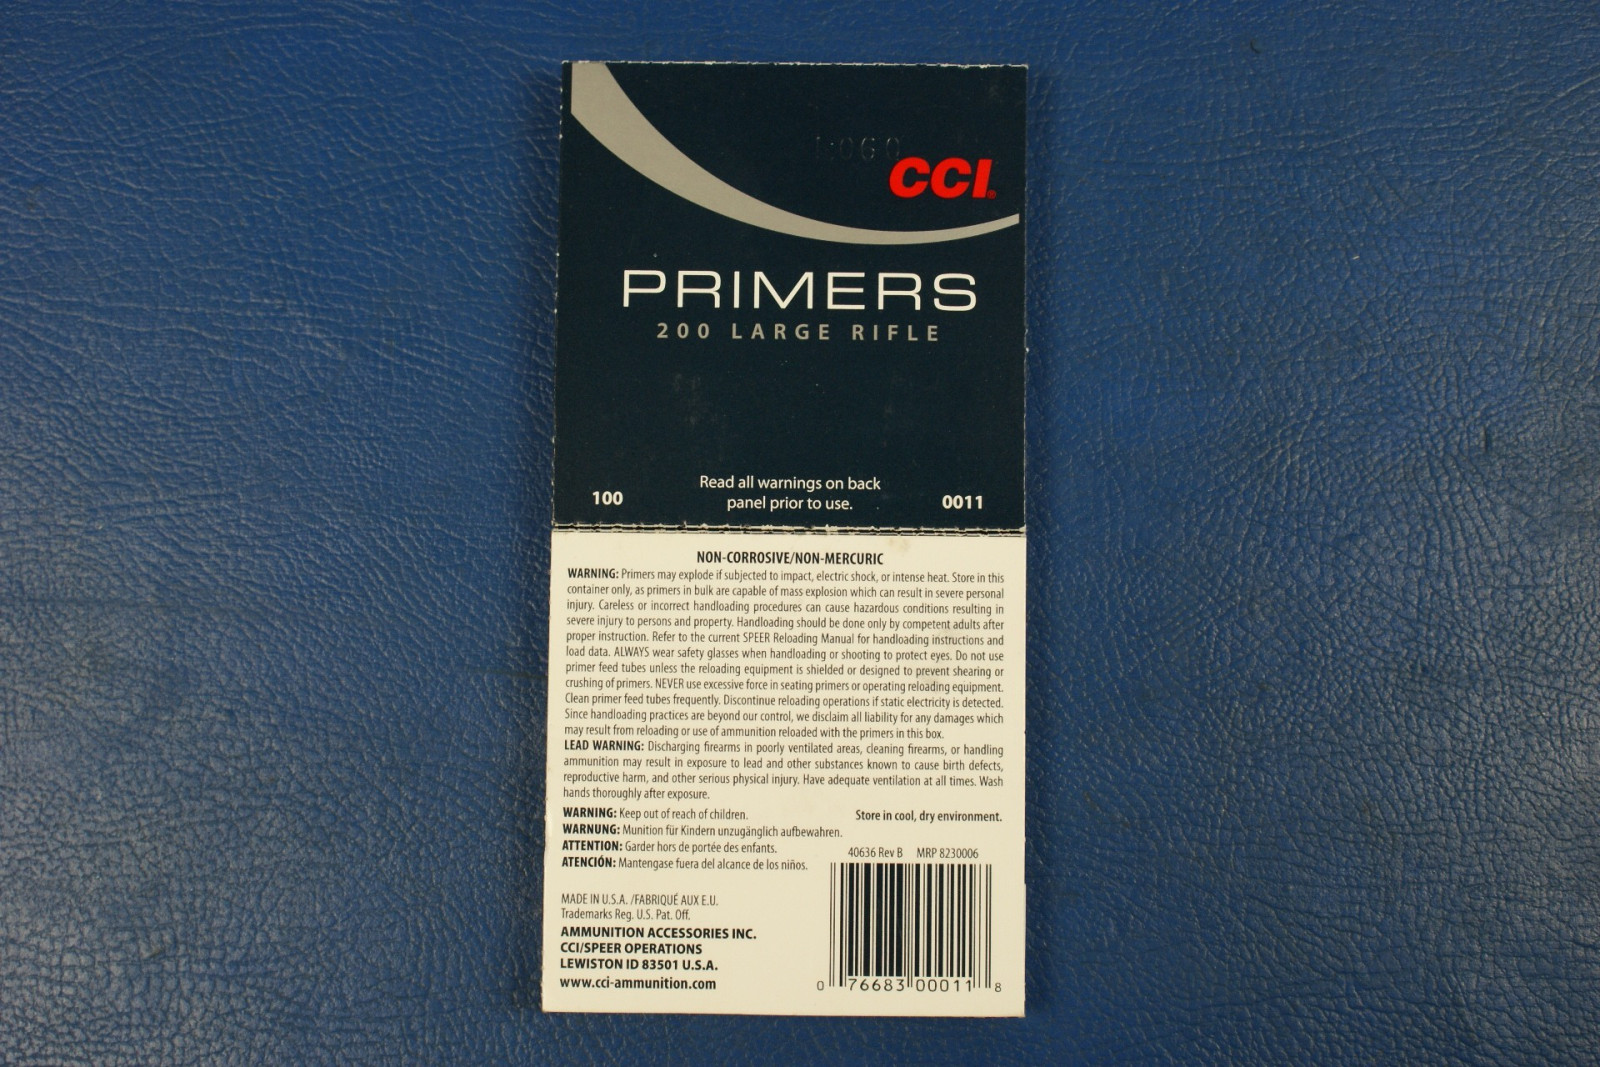 CCI®
PRIMERS
200 LARGE RIFLE
Read all warnings on back
panel prior to use.
100
0011
NON-CORROSIVE/NON-MERCURIC
WARNING: Primers may explode if subjected to impact, electric shock, or intense heat. Store in this
container only, as primers in bulk are capable of mass explosion which can result in severe personal
injury. Careless or incorrect handloading procedures can cause hazardous conditions resulting in
severe injury to persons and property. Handloading should be done only by competent adults after
proper instruction. Refer to the current SPEER Reloading Manual for handloading instructions and
load data. ALWAYS wear safety glasses when handloading or shooting to protect eyes. Do not use
primer feed tubes unless the reloading equipment is shielded or designed to prevent shearing or
crushing of primers. NEVER use excessive force in seating primers or operating reloading equipment.
Clean primer feed tubes frequently. Discontinue reloading operations if static electricity is detected.
Since handloading practices are beyond our control, we disclaim all liability for any damages which
may result from reloading or use of ammunition reloaded with the primers in this box.
LEAD WARNING: Discharging firearms in poorly ventilated areas, cleaning firearms, or handling
ammunition may result in exposure to lead and other substances known to cause birth defects,
reproductive harm, and other serious physical injury. Have adequate ventilation at all times. Wash
hands thoroughly after exposure.
WARNING: Keep out of reach of children.
Store in cool, dry environment.
WARNUNG: Munition für Kindern unzugänglich aufbewahren.
ATTENTION: Garder hors de portée des enfants.
ATENCIÓN: Mantengase fuera del alcance de los niños.
40636 Rev B MRP 8230006
MADE IN U.S.A. /FABRIQUÉ AUX E.U.
Trademarks Reg. U.S. Pat. Off.
AMMUNITION ACCESSORIES INC.
CCI/SPEER OPERATIONS
LEWISTON ID 83501 U.S.A.
www.cci-ammunition.com
0 76683 00011 8